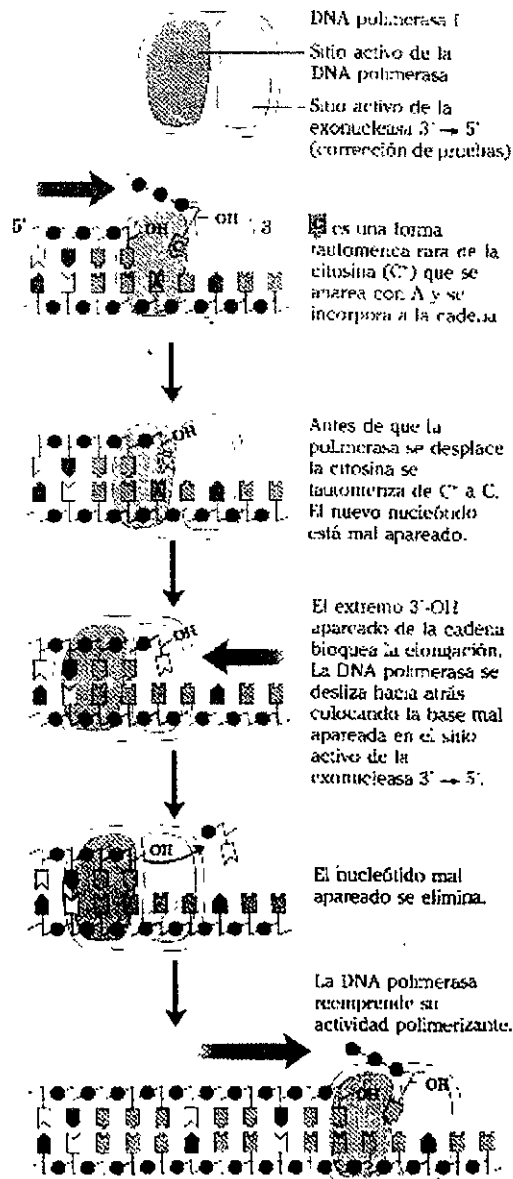 DNA polimerasa I
Sitio activo de la
DNA polimerasa
Sitio activo de la
exonucleasa 3' → 5'
(corrección de pruebas)
5'
OH
OH
3
C
C es una forma
tautomérica rara de la
citosina (C*) que se
aparea con A y se
incorpora a la cadena
OH
Antes de que la
polimerasa se desplace
la citosina se
tautomeriza de C* a C.
El nuevo nucleótido
está mal apareado.
OH
El extremo 3'-OH
apareado de la cadena
bloquea la elongación.
La DNA polimerasa se
desliza hacia atrás
colocando la base mal
apareada en el sitio
activo de la
exonucleasa 3' → 5'.
OH
El nucleótido mal
apareado se elimina.
La DNA polimerasa
reemprende su
actividad polimerizante.
OH
OH